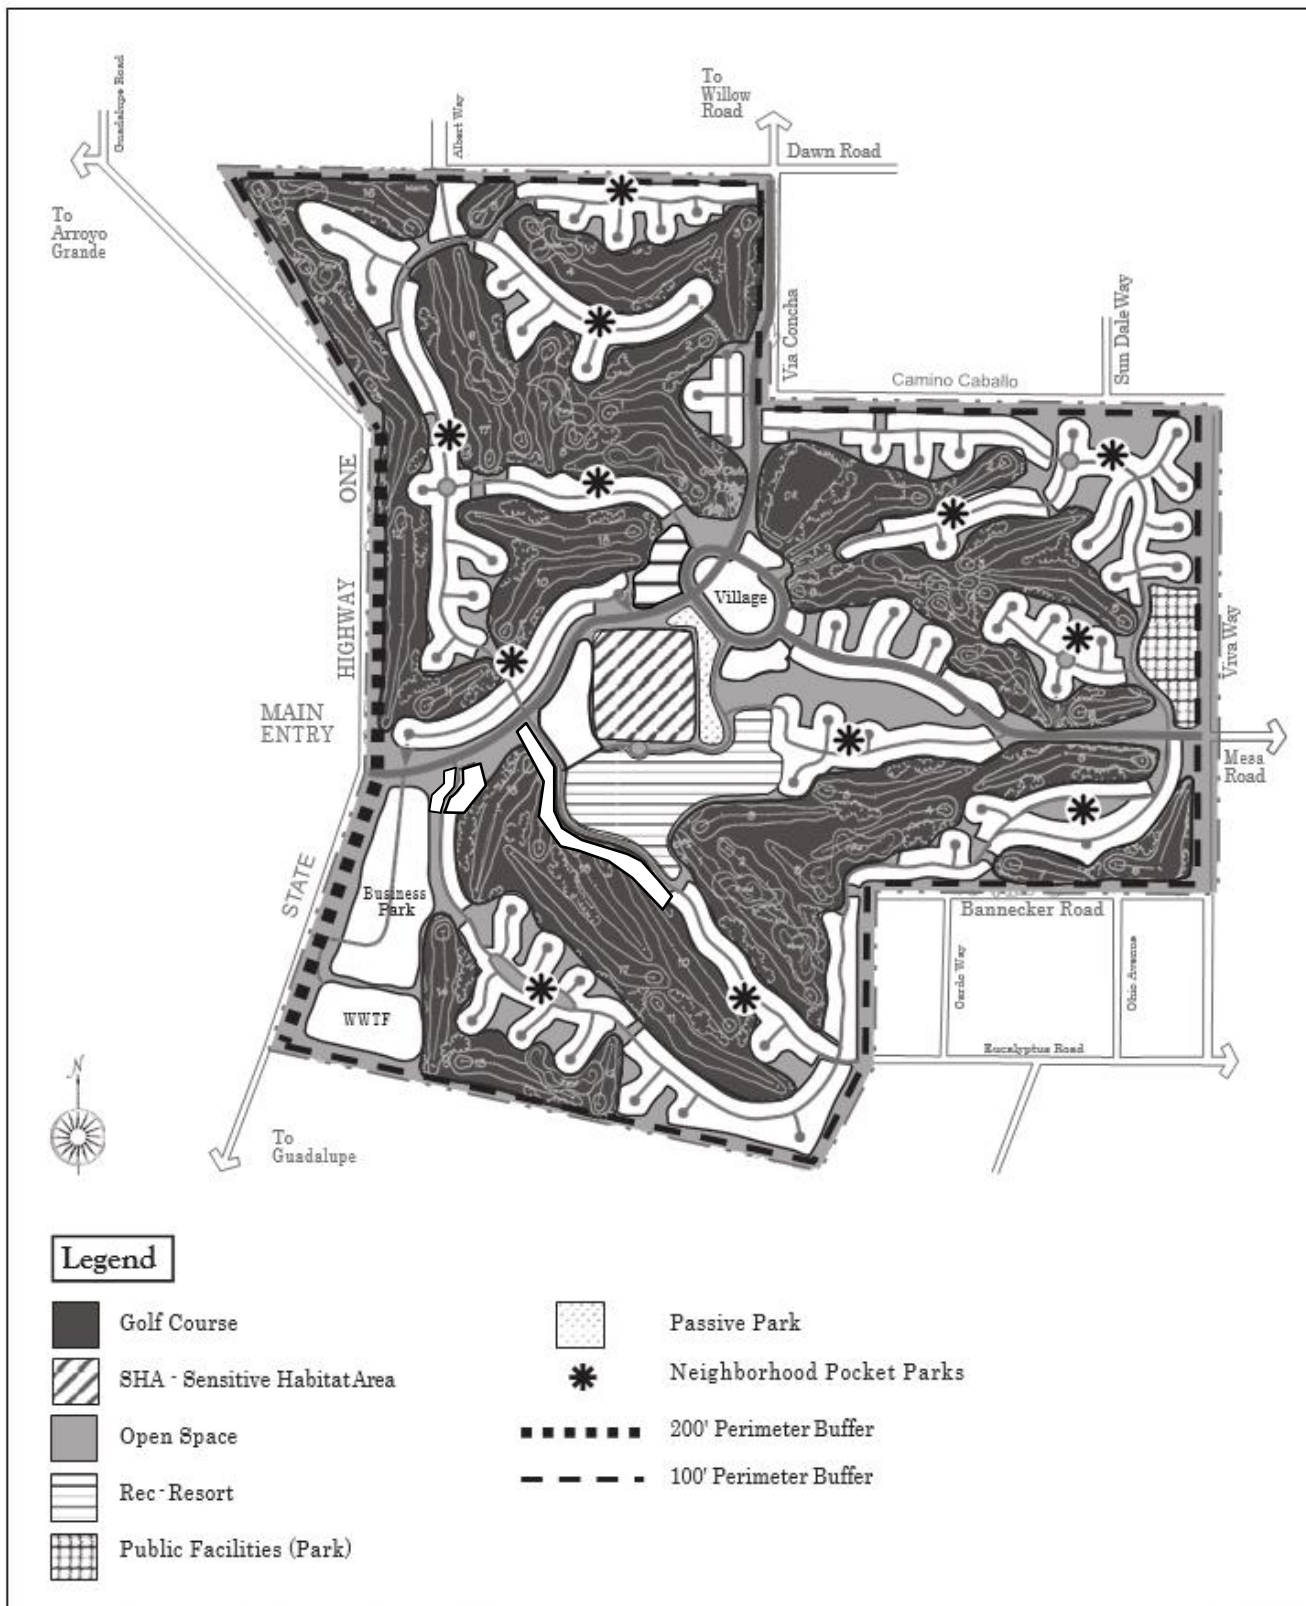 Guadalupe Road
Albert Way
To
Willow
Road
Dawn Road
To
Arroyo
Grande
Via Concha
Sun Dale Way
Camino Caballo
STATE HIGHWAY ONE
Village
Viva Way
MAIN
ENTRY
Mesa
Road
Business
Park
Bannecker Road
WWTF
Ohio Avenue
Eucalyptus Road
N
To
Guadalupe
Legend
Golf Course
SHA - Sensitive Habitat Area
Open Space
Rec - Resort
Public Facilities (Park)
Passive Park
Neighborhood Pocket Parks
200' Perimeter Buffer
100' Perimeter Buffer